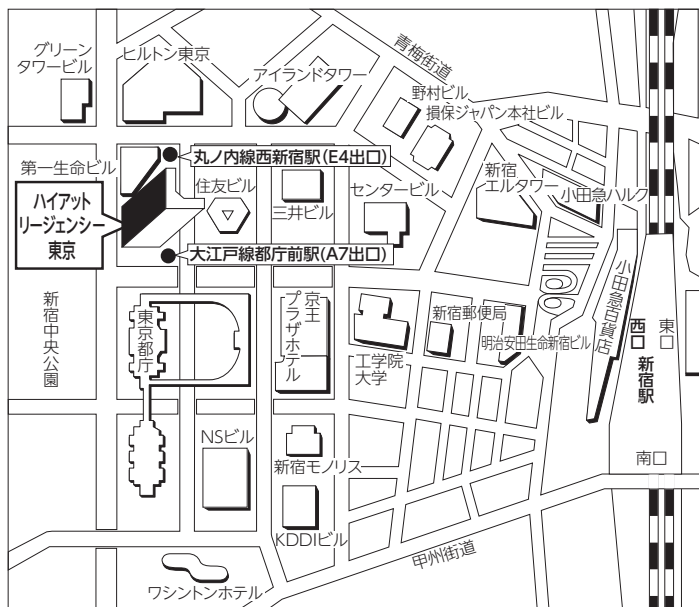 グリーン
タワービル
ヒルトン東京
アイランドタワー
青梅街道
野村ビル
損保ジャパン本社ビル
第一生命ビル
丸ノ内線西新宿駅(E4出口)
住友ビル
三井ビル
センタービル
新宿
エルタワー
小田急ハルク
ハイアット
リージェンシー
東京
大江戸線都庁前駅(A7出口)
新宿中央公園
東京都庁
京王
プラザホテル
工学院
大学
新宿郵便局
明治安田生命新宿ビル
小田急百貨店
西口
新宿駅
東口
南口
NSビル
新宿モノリス
KDDIビル
甲州街道
ワシントンホテル